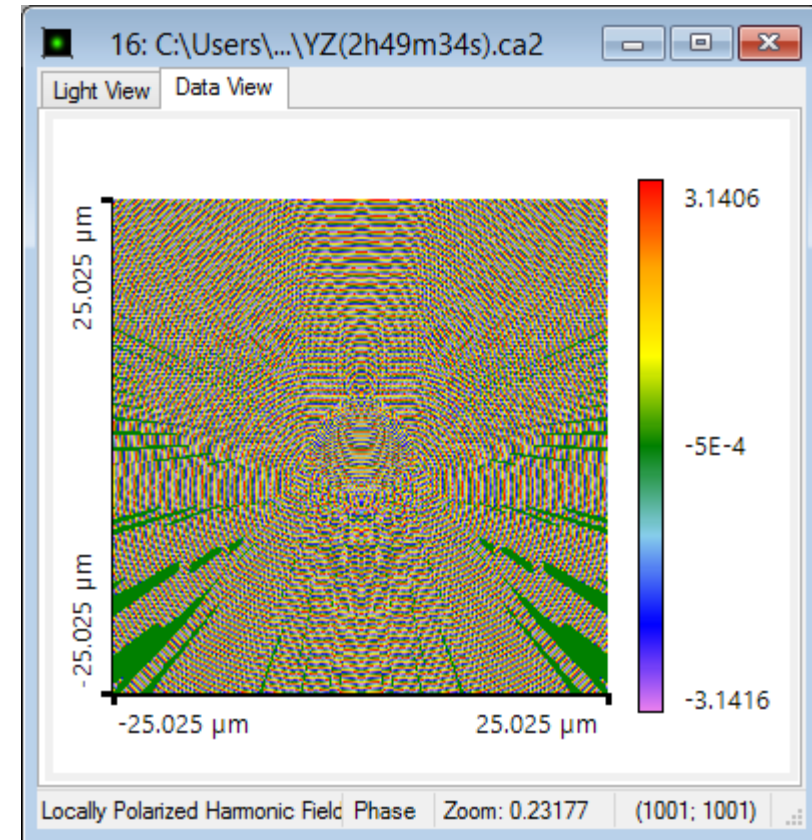 16: C:\Users\...\YZ(2h49m34s).ca2
Light View
Data View
3.1406
25.025 µm
-5E-4
-25.025 µm
-3.1416
-25.025 µm
25.025 µm
Locally Polarized Harmonic Field
Phase
Zoom: 0.23177
(1001; 1001)